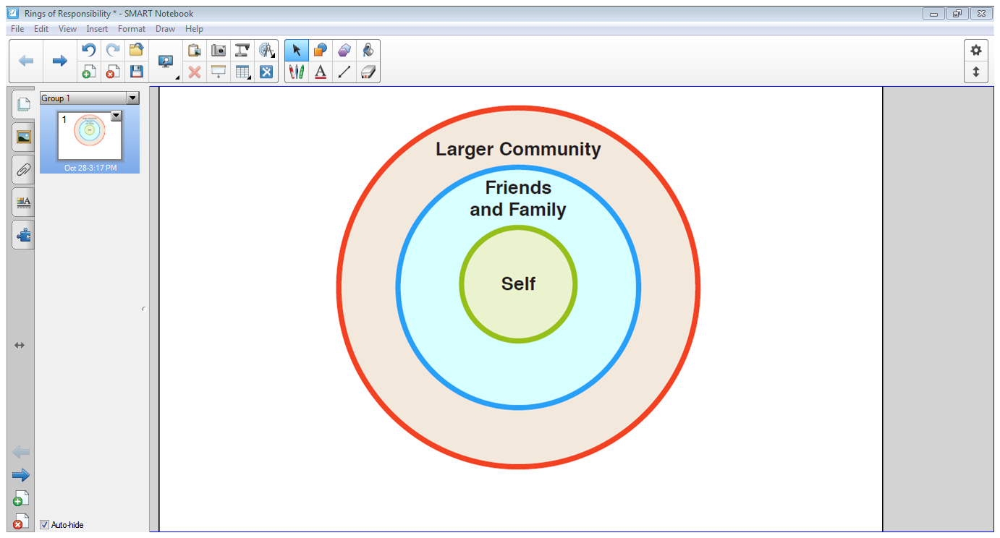 Rings of Responsibility * - SMART Notebook
File Edit View Insert Format Draw Help
Group 1
1
Oct 28-3:17 PM
Auto-hide
Larger Community
Friends
and Family
Self